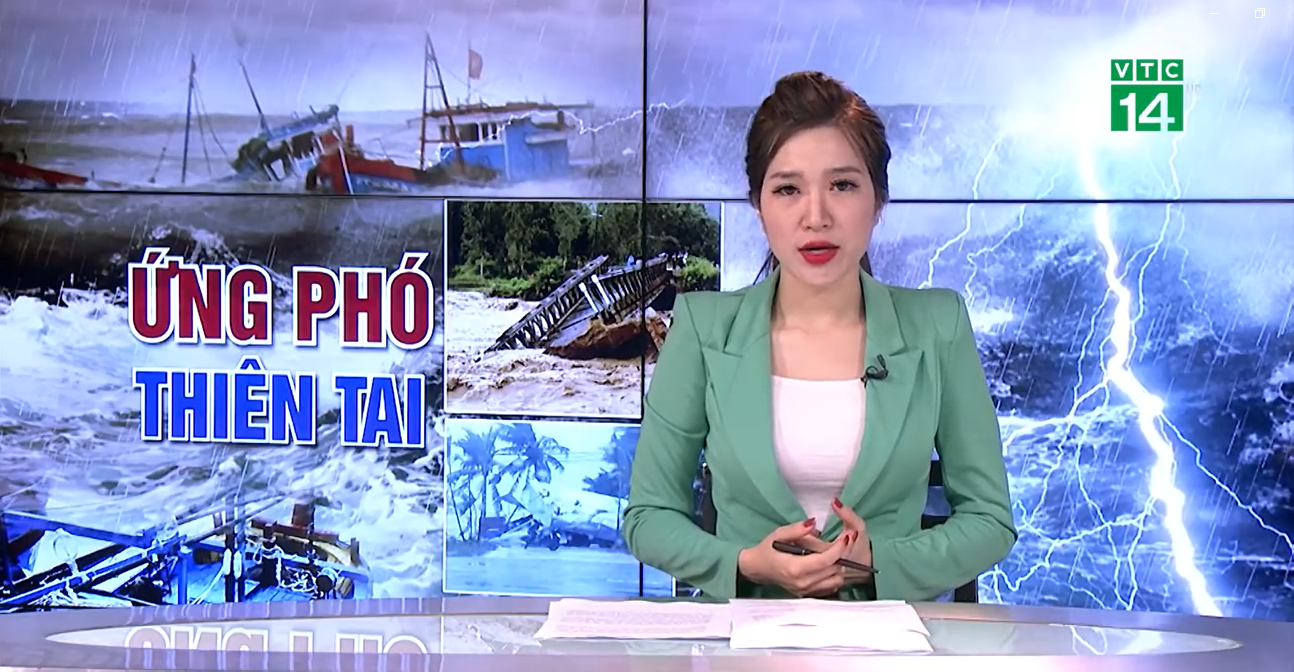 VTC
14
ỨNG PHÓ
THIÊN TAI